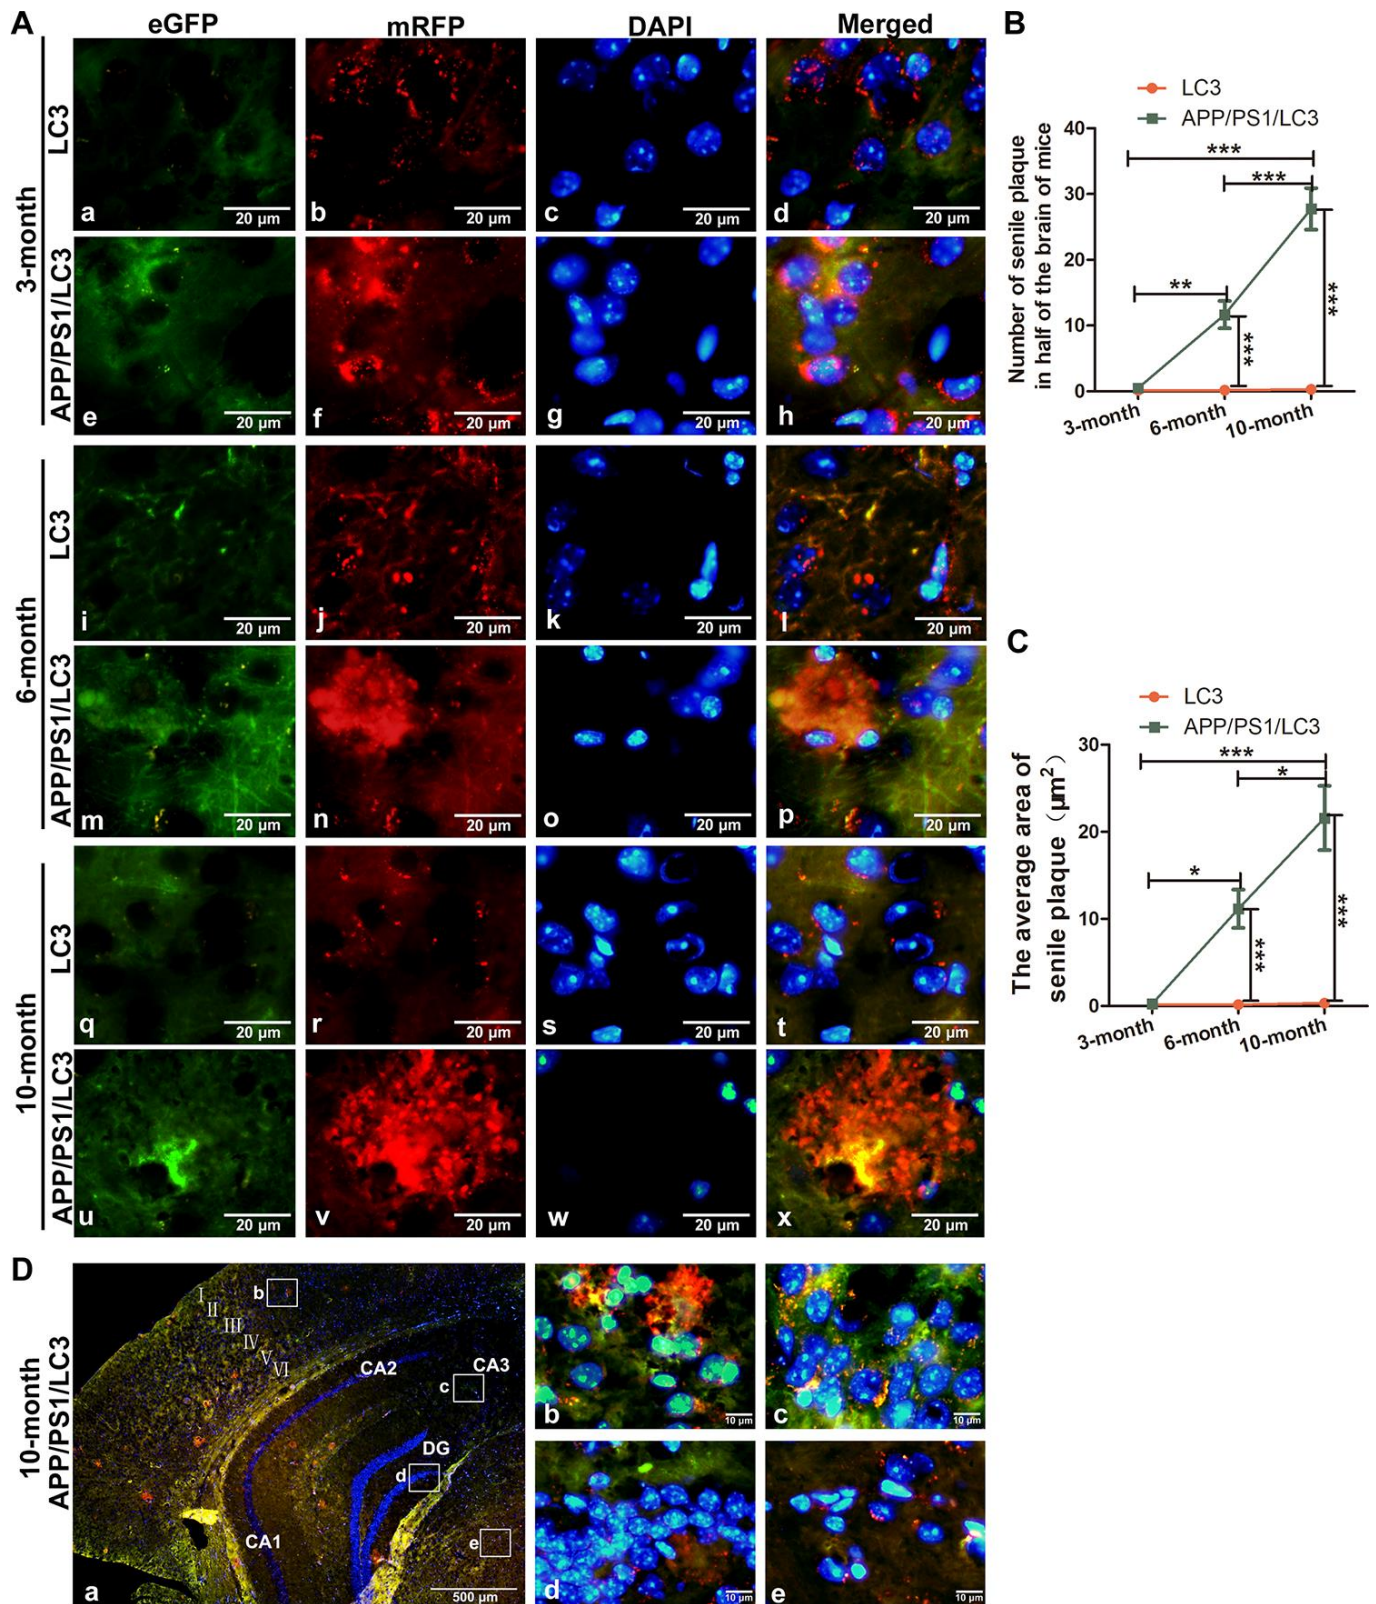 A
eGFP mRFP DAPI Merged
3-month
LC3
a 20 µm b 20 µm c 20 µm d 20 µm
APP/PS1/LC3
e 20 µm f 20 µm g 20 µm h 20 µm
6-month
LC3
i 20 µm j 20 µm k 20 µm l 20 µm
APP/PS1/LC3
m 20 µm n 20 µm o 20 µm p 20 µm
10-month
LC3
q 20 µm r 20 µm s 20 µm t 20 µm
APP/PS1/LC3
u 20 µm v 20 µm w 20 µm x 20 µm
B
LC3
APP/PS1/LC3
Number of senile plaque
in half of the brain of mice
40
30
20
10
0
***
***
**
***
***
3-month 6-month 10-month
C
LC3
APP/PS1/LC3
The average area of
senile plaque (µm²)
30
20
10
0
***
*
*
***
***
3-month 6-month 10-month
D
10-month
APP/PS1/LC3
b
I
II
III
IV
V
VI
CA2
CA3
c
DG
d
CA1
e
a 500 µm
b 10 µm
c 10 µm
d 10 µm
e 10 µm